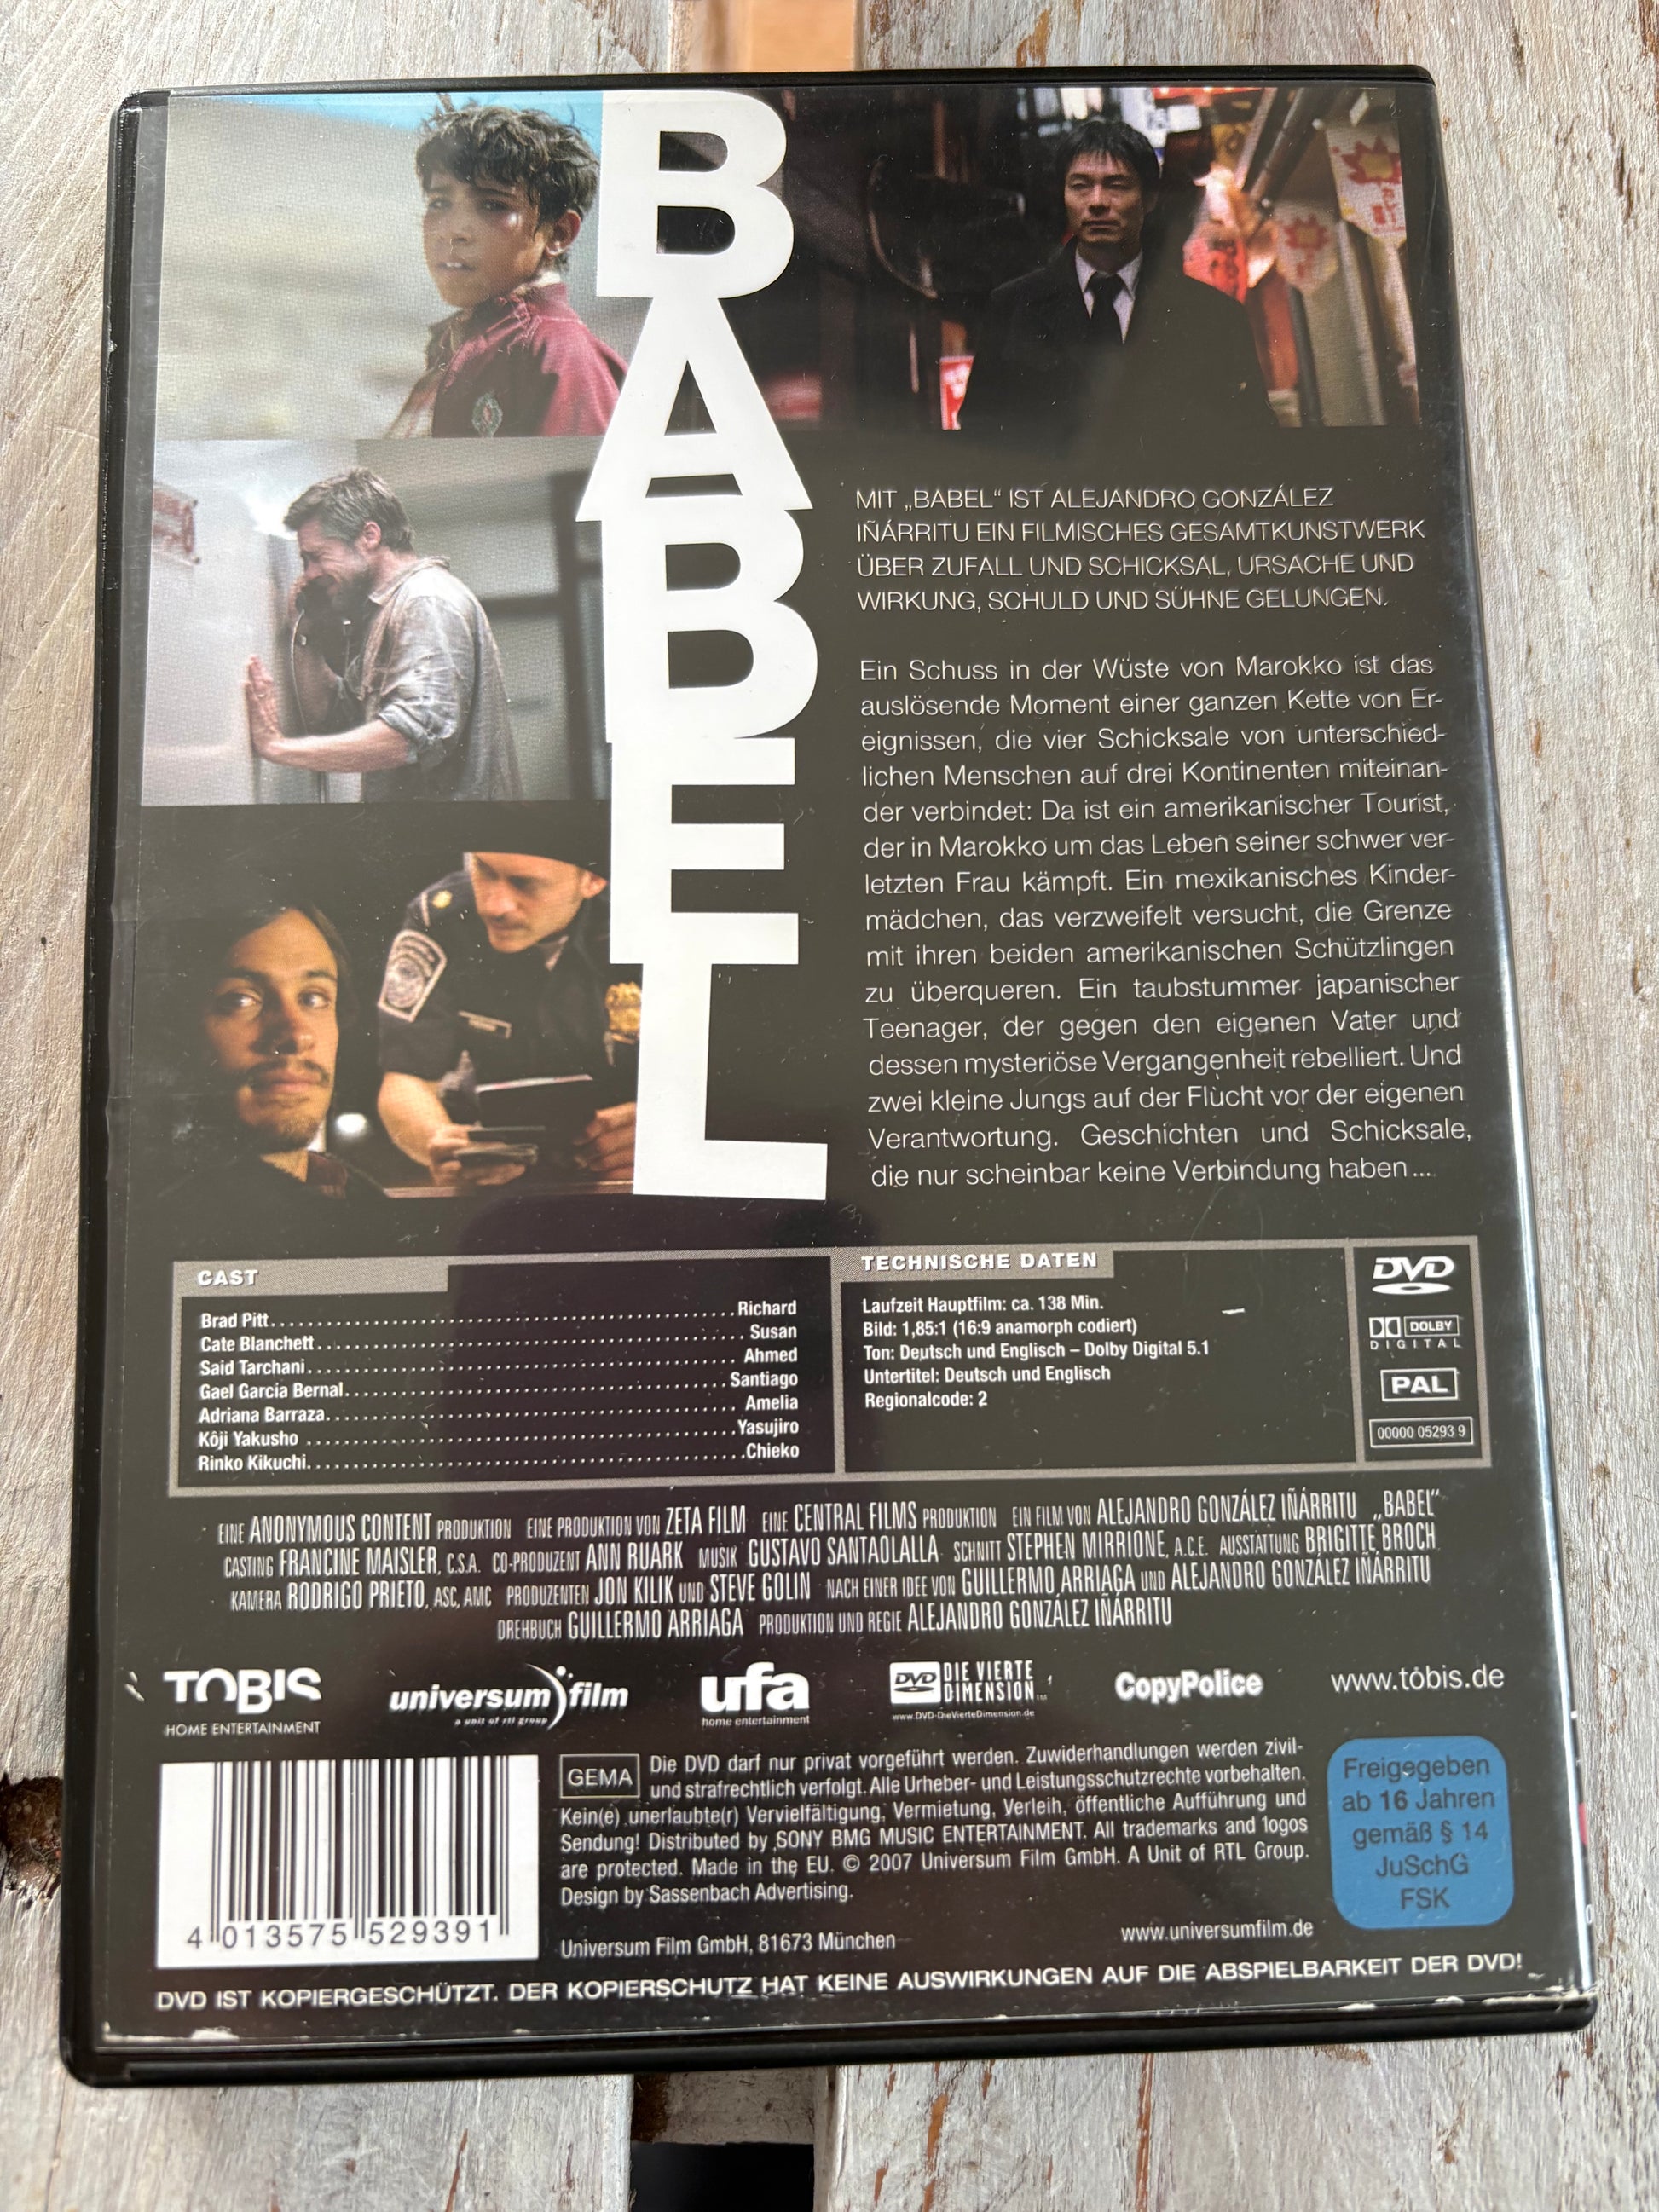 BABEL
MIT „BABEL“ IST ALEJANDRO GONZÁLEZ
IÑÁRRITU EIN FILMISCHES GESAMTKUNSTWERK
ÜBER ZUFALL UND SCHICKSAL, URSACHE UND
WIRKUNG, SCHULD UND SÜHNE GELUNGEN.
Ein Schuss in der Wüste von Marokko ist das
auslösende Moment einer ganzen Kette von Er-
eignissen, die vier Schicksale von unterschied-
lichen Menschen auf drei Kontinenten miteinan-
der verbindet: Da ist ein amerikanischer Tourist,
der in Marokko um das Leben seiner schwer ver-
letzten Frau kämpft. Ein mexikanisches Kinder-
mädchen, das verzweifelt versucht, die Grenze
mit ihren beiden amerikanischen Schützlingen
zu überqueren. Ein taubstummer japanischer
Teenager, der gegen den eigenen Vater und
dessen mysteriöse Vergangenheit rebelliert. Und
zwei kleine Jungs auf der Flucht vor der eigenen
Verantwortung. Geschichten und Schicksale,
die nur scheinbar keine Verbindung haben...
CAST
Brad Pitt Richard
Cate Blanchett Susan
Said Tarchani Ahmed
Gael García Bernal Santiago
Adriana Barraza Amelia
Kôji Yakusho Yasujiro
Rinko Kikuchi Chieko
TECHNISCHE DATEN
Laufzeit Hauptfilm: ca. 138 Min.
Bild: 1,85:1 (16:9 anamorph codiert)
Ton: Deutsch und Englisch – Dolby Digital 5.1
Untertitel: Deutsch und Englisch
Regionalcode: 2
DVD
DOLBY
DIGITAL
PAL
00000 05293 9
EINE ANONYMOUS CONTENT PRODUKTION EINE PRODUKTION VON ZETA FILM EINE CENTRAL FILMS PRODUKTION EIN FILM VON ALEJANDRO GONZÁLEZ IÑÁRRITU „BABEL“
CASTING FRANCINE MAISLER, C.S.A. CO-PRODUZENT ANN RUARK MUSIK GUSTAVO SANTAOLALLA SCHNITT STEPHEN MIRRIONE, A.C.E. AUSSTATTUNG BRIGITTE BROCH
KAMERA RODRIGO PRIETO, ASC, AMC PRODUZENTEN JON KILIK UND STEVE GOLIN NACH EINER IDEE VON GUILLERMO ARRIAGA UND ALEJANDRO GONZÁLEZ IÑÁRRITU
DREHBUCH GUILLERMO ARRIAGA PRODUKTION UND REGIE ALEJANDRO GONZÁLEZ IÑÁRRITU
TOBIS
HOME ENTERTAINMENT
universum film
a unit of rtl group
ufa
home entertainment
DVD DIE VIERTE
DIMENSION TM
www.DVD-DieVierteDimension.de
CopyPolice
www.tobis.de
4 013575 529391
GEMA
Die DVD darf nur privat vorgeführt werden. Zuwiderhandlungen werden zivil-
und strafrechtlich verfolgt. Alle Urheber- und Leistungsschutzrechte vorbehalten.
Kein(e) unerlaubte(r) Vervielfältigung, Vermietung, Verleih, öffentliche Aufführung und
Sendung! Distributed by SONY BMG MUSIC ENTERTAINMENT. All trademarks and logos
are protected. Made in the EU. © 2007 Universum Film GmbH. A Unit of RTL Group.
Design by Sassenbach Advertising.
Universum Film GmbH, 81673 München
www.universumfilm.de
Freigegeben
ab 16 Jahren
gemäß § 14
JuSchG
FSK
DVD IST KOPIERGESCHÜTZT. DER KOPIERSCHUTZ HAT KEINE AUSWIRKUNGEN AUF DIE ABSPIELBARKEIT DER DVD!